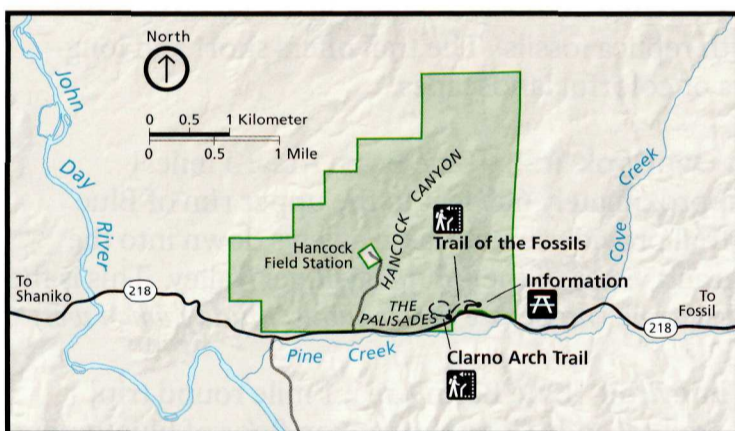 North
0 0.5 1 Kilometer
0 0.5 1 Mile
John
Day
River
HANCOCK CANYON
Creek
Cove
Trail of the Fossils
Hancock
Field Station
Information
To
Shaniko
218
THE
PALISADES
To
Fossil
218
Pine Creek
Clarno Arch Trail